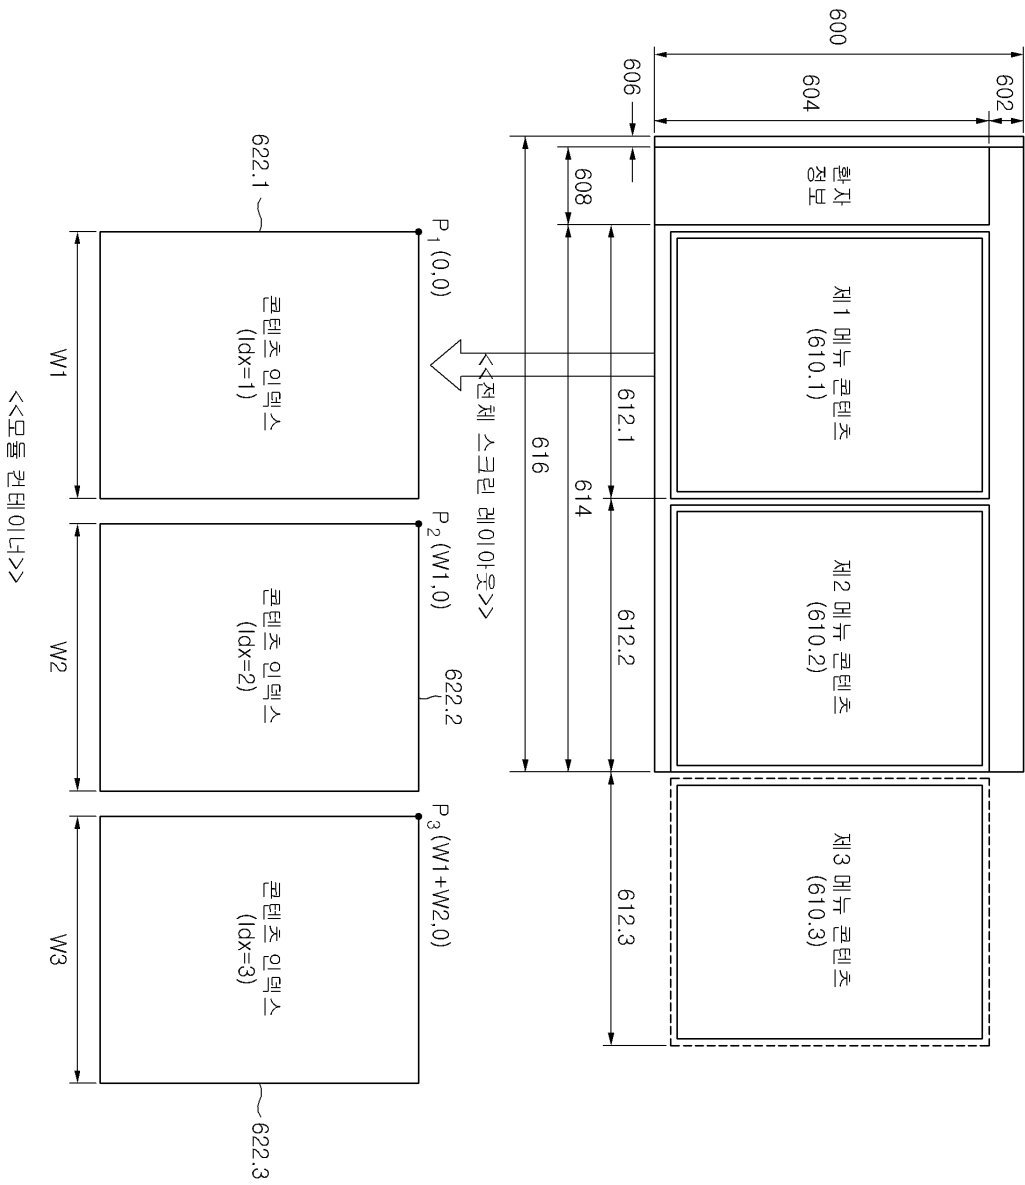 600
602
604
606
환자
정보
제1 메뉴 콘텐츠
(610.1)
제2 메뉴 콘텐츠
(610.2)
제3 메뉴 콘텐츠
(610.3)
608
612.1
612.2
612.3
614
616
<<전체 스크린 레이아웃>>
P1(0,0)
P2(W1,0)
P3(W1+W2,0)
622.1
622.2
622.3
콘텐츠 인덱스
(Idx=1)
콘텐츠 인덱스
(Idx=2)
콘텐츠 인덱스
(Idx=3)
W1
W2
W3
<<모듈 컨테이너>>